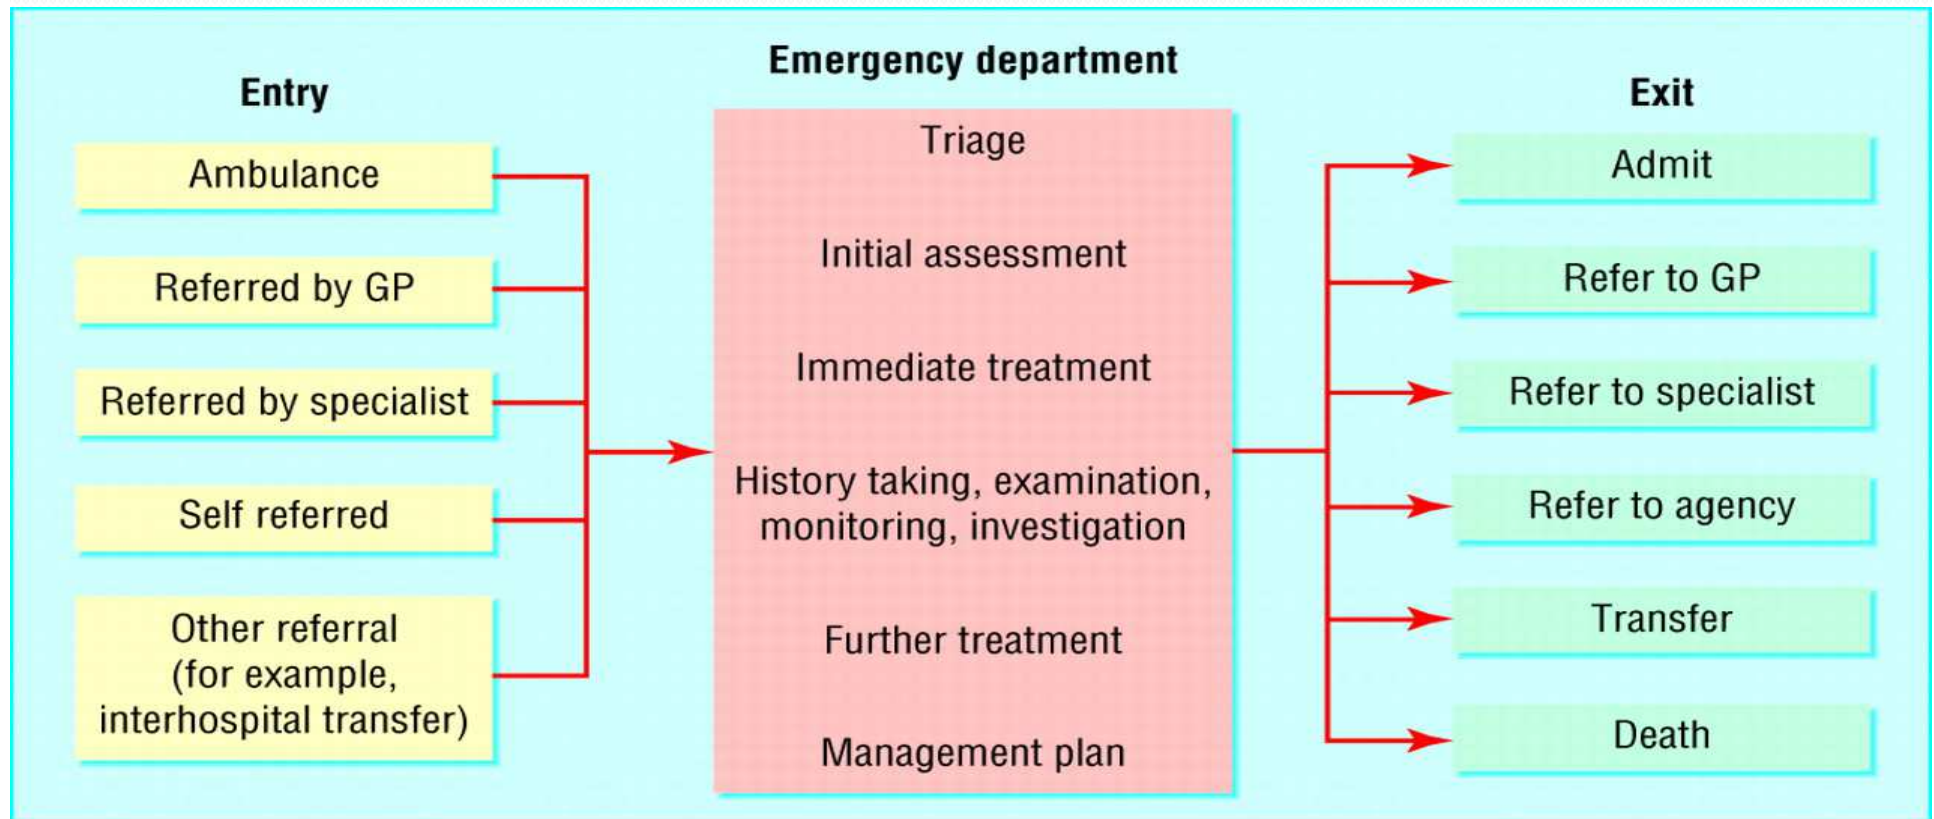 Emergency department
Entry
Ambulance
Referred by GP
Referred by specialist
Self referred
Other referral
(for example,
interhospital transfer)
Triage
Initial assessment
Immediate treatment
History taking, examination,
monitoring, investigation
Further treatment
Management plan
Exit
Admit
Refer to GP
Refer to specialist
Refer to agency
Transfer
Death